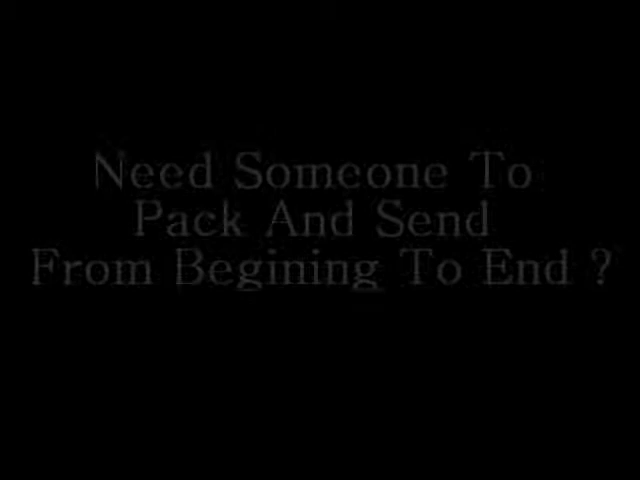 Need Someone To
Pack And Send
From Begining To End ?